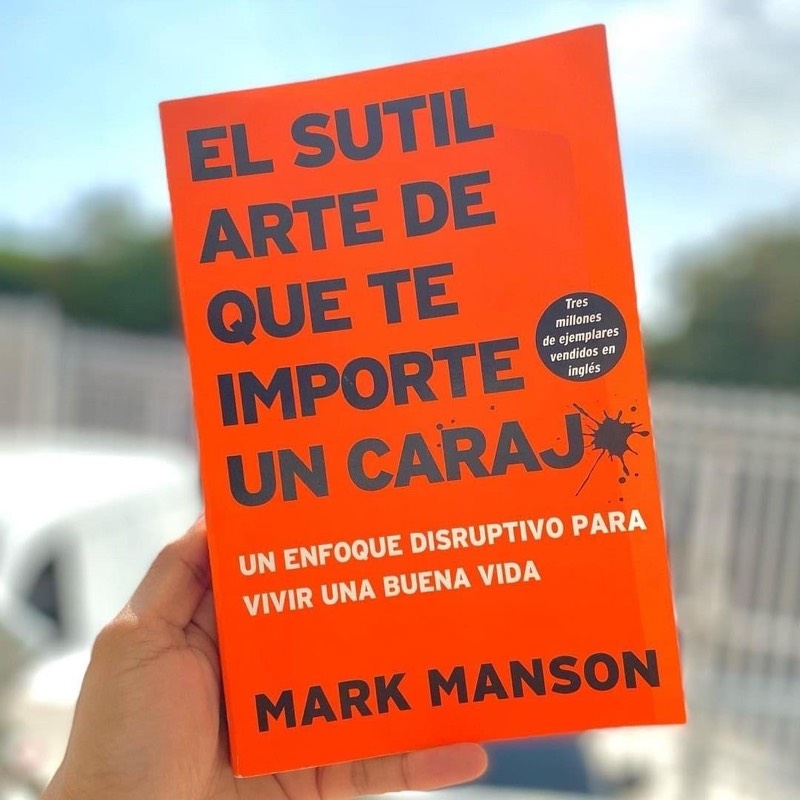 EL SUTIL
ARTE DE
QUE TE
IMPORTE
UN CARAJ
Tres
millones
de ejemplares
vendidos en
inglés
UN ENFOQUE DISRUPTIVO PARA
VIVIR UNA BUENA VIDA
MARK MANSON